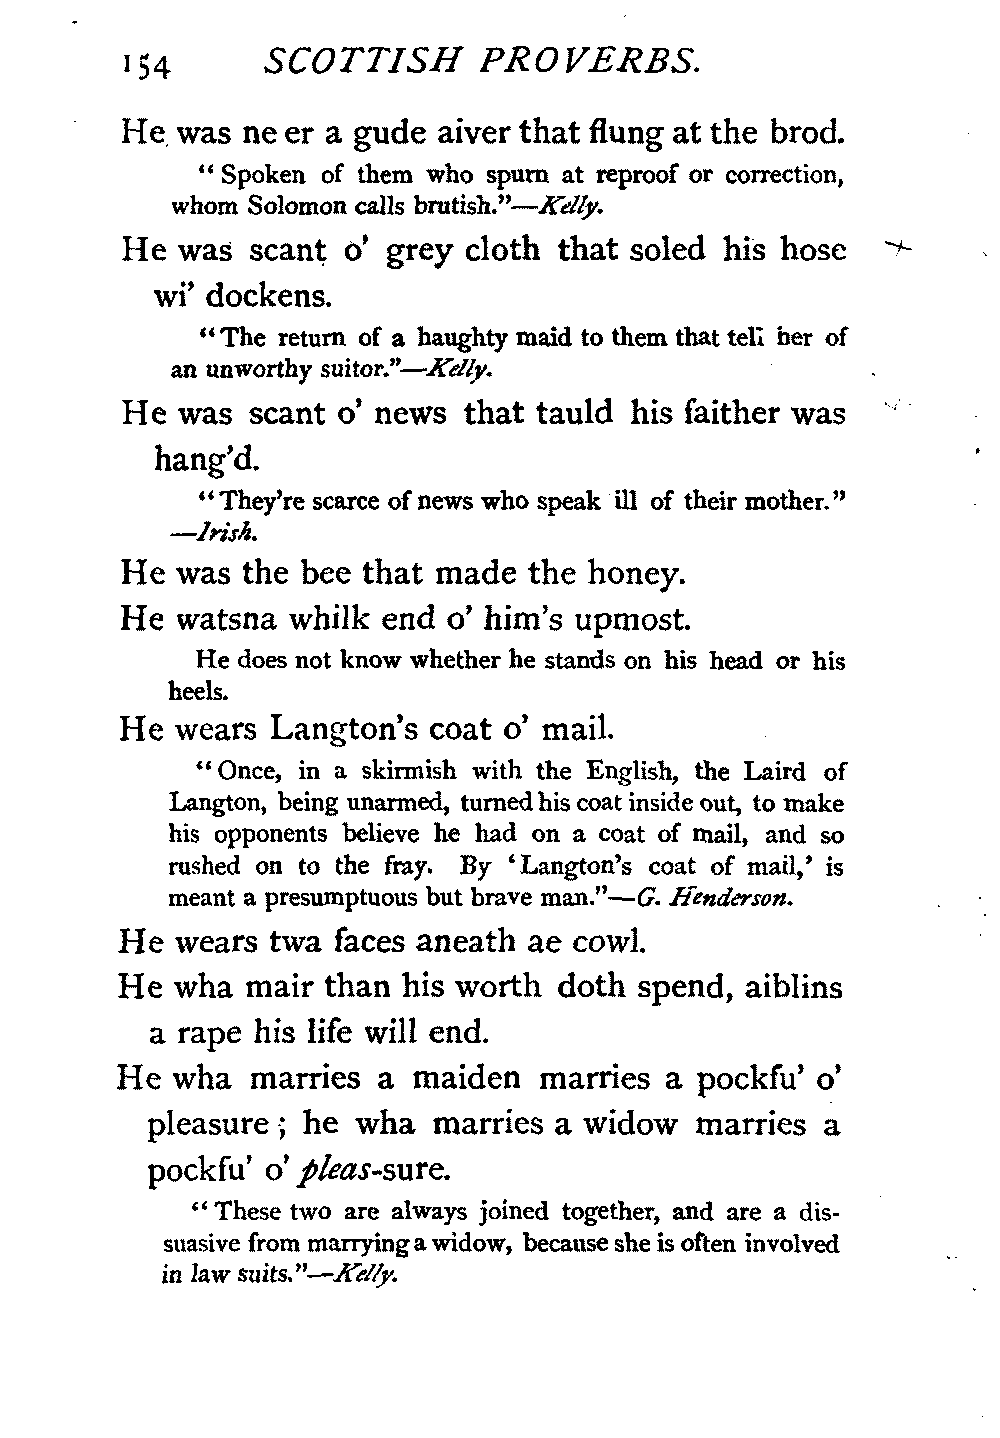 154 SCOTTISH PROVERBS.
He was ne er a gude aiver that flung at the brod.
“Spoken of them who spurn at reproof or correction,
whom Solomon calls brutish.”—Kelly.
He was scant o’ grey cloth that soled his hose
wi’ dockens.
“The return of a haughty maid to them that tell her of
an unworthy suitor.”—Kelly.
He was scant o’ news that tauld his faither was
hang’d.
“They’re scarce of news who speak ill of their mother.”
—Irish.
He was the bee that made the honey.
He watsna whilk end o’ him’s upmost.
He does not know whether he stands on his head or his
heels.
He wears Langton’s coat o’ mail.
“Once, in a skirmish with the English, the Laird of
Langton, being unarmed, turned his coat inside out, to make
his opponents believe he had on a coat of mail, and so
rushed on to the fray. By ‘Langton’s coat of mail,’ is
meant a presumptuous but brave man.”—G. Henderson.
He wears twa faces aneath ae cowl.
He wha mair than his worth doth spend, aiblins
a rape his life will end.
He wha marries a maiden marries a pockfu’ o’
pleasure; he wha marries a widow marries a
pockfu’ o’ pleas-sure.
“These two are always joined together, and are a dis-
suasive from marrying a widow, because she is often involved
in law suits.”—Kelly.